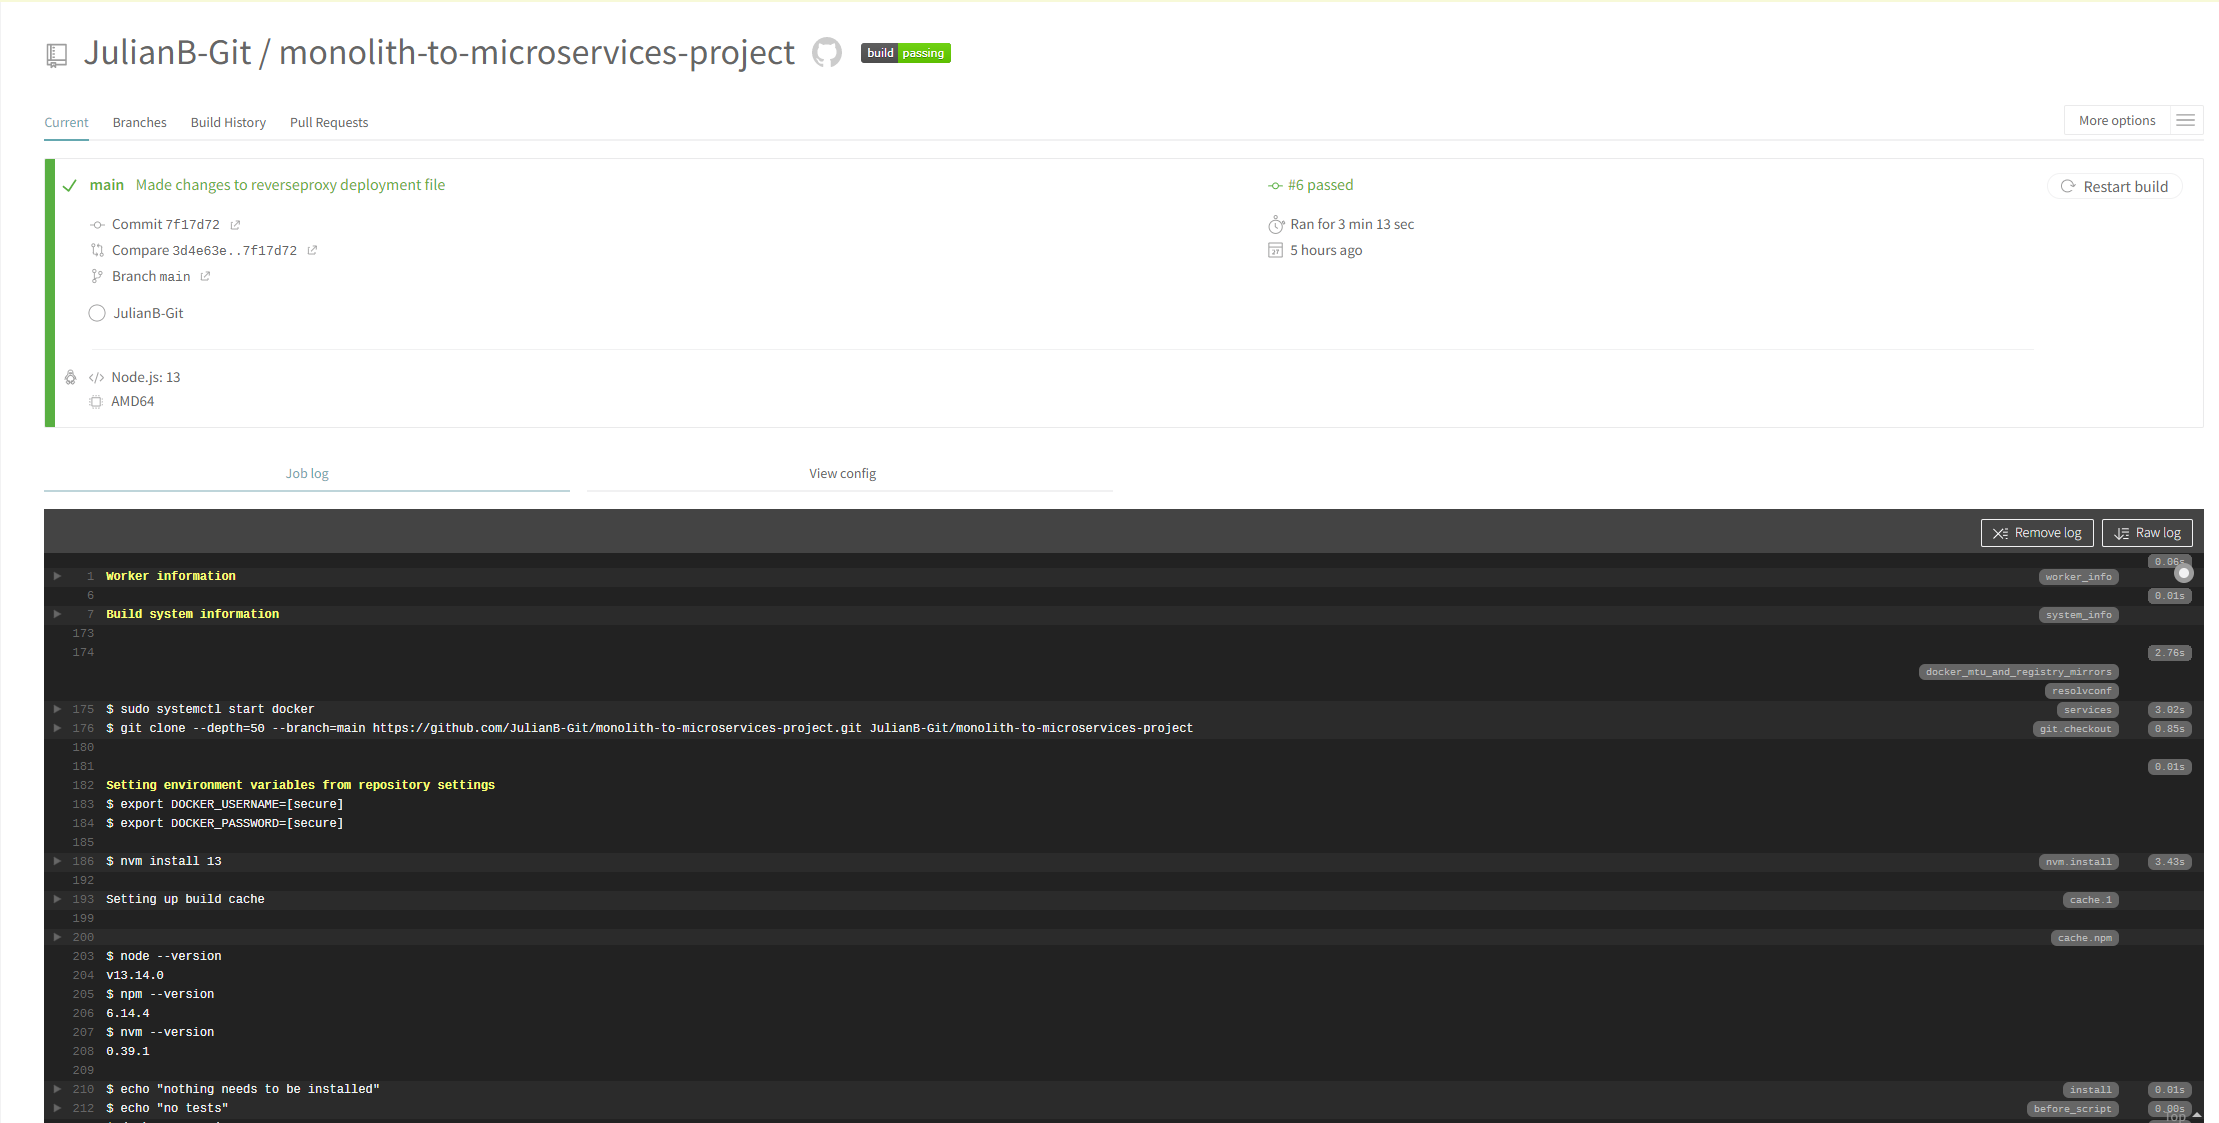 JulianB-Git / monolith-to-microservices-project build passing
Current Branches Build History Pull Requests More options
main Made changes to reverseproxy deployment file #6 passed Restart build
Commit 7f17d72 Ran for 3 min 13 sec
Compare 3d4e63e..7f17d72 5 hours ago
Branch main
JulianB-Git
Node.js: 13
AMD64
Job log View config
Remove log Raw log
0.06s
1 Worker information worker_info
6 0.01s
7 Build system information system_info
173
174 2.76s
docker_mtu_and_registry_mirrors
resolvconf
175 $ sudo systemctl start docker services 3.02s
176 $ git clone --depth=50 --branch=main https://github.com/JulianB-Git/monolith-to-microservices-project.git JulianB-Git/monolith-to-microservices-project git.checkout 0.85s
180
181 0.01s
182 Setting environment variables from repository settings
183 $ export DOCKER_USERNAME=[secure]
184 $ export DOCKER_PASSWORD=[secure]
185
186 $ nvm install 13 nvm.install 3.43s
192
193 Setting up build cache cache.1
199
200 cache.npm
203 $ node --version
204 v13.14.0
205 $ npm --version
206 6.14.4
207 $ nvm --version
208 0.39.1
209
210 $ echo "nothing needs to be installed" install 0.01s
212 $ echo "no tests" before_script 0.00s
Top